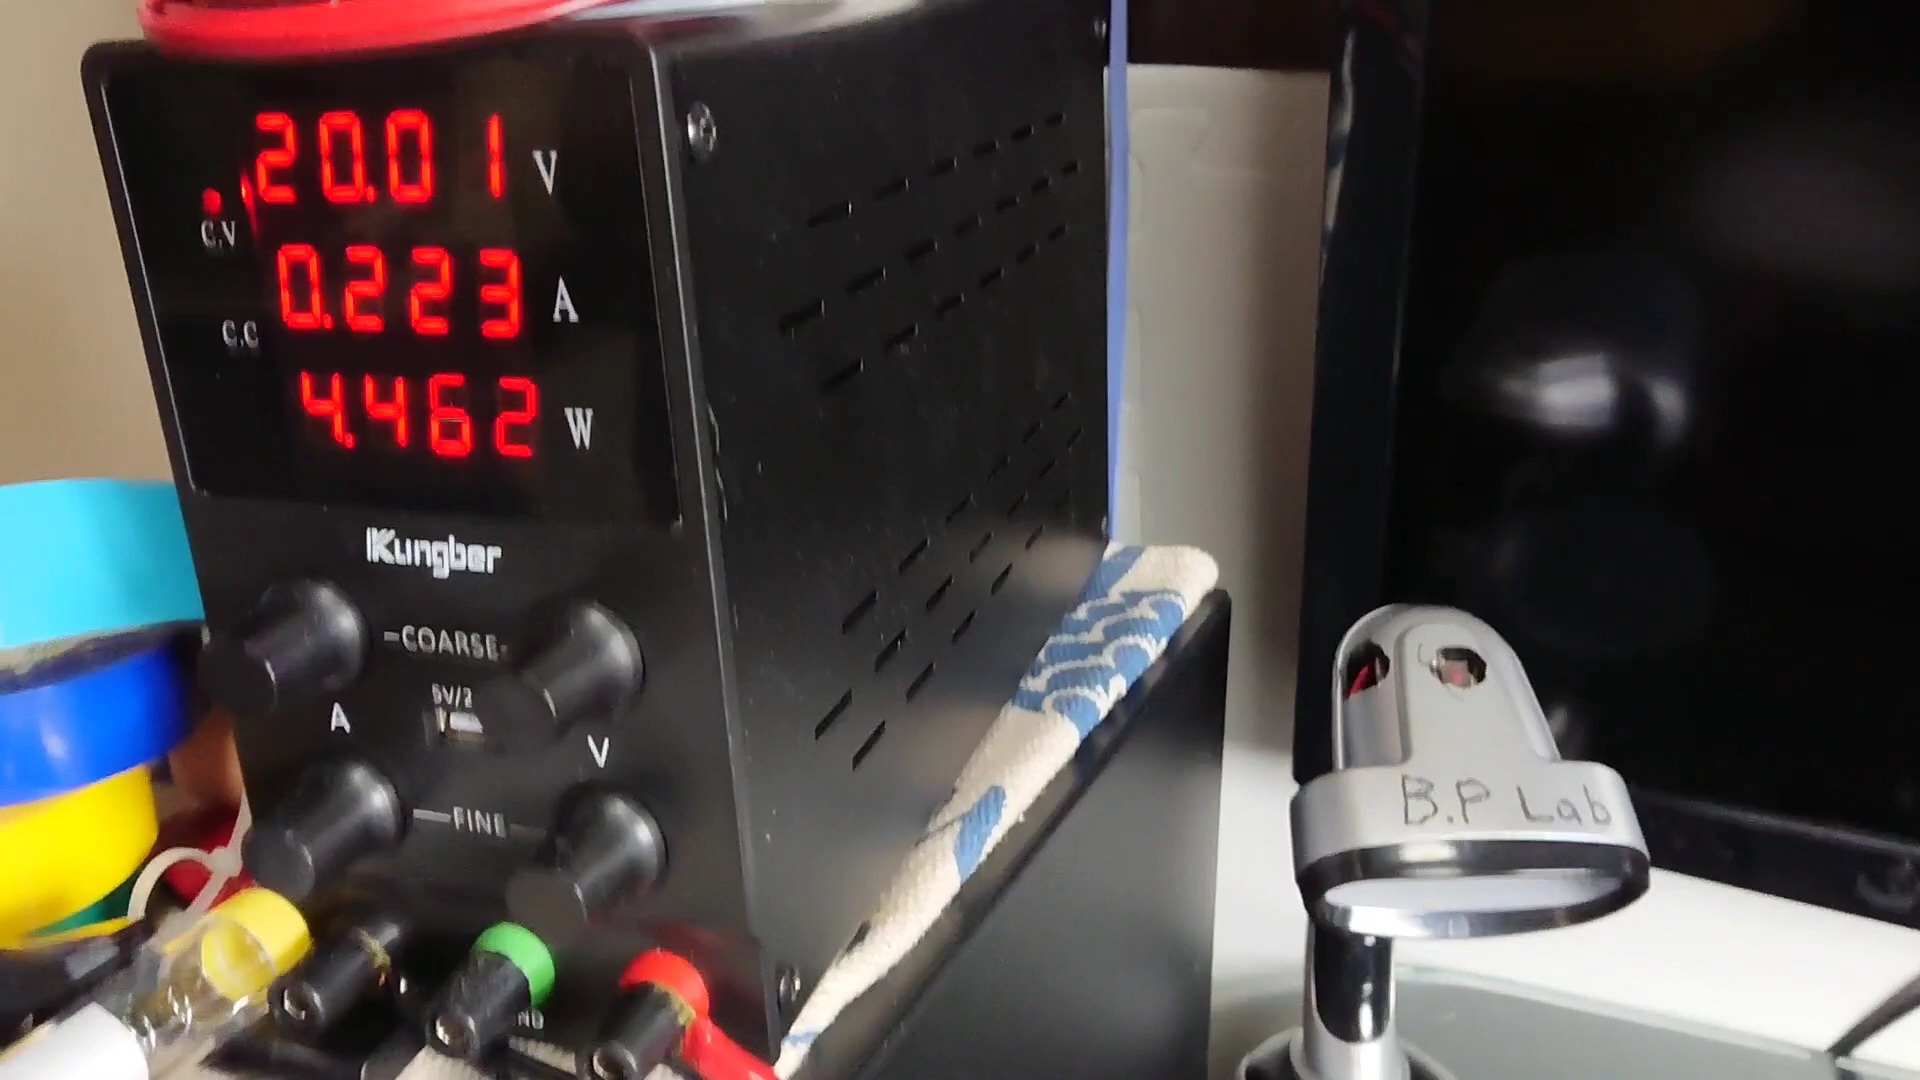 20.01 V
C.V
0.223 A
C.C
4.462 W
Kungber
COARSE
5V/2
A
V
FINE
B.P Lab